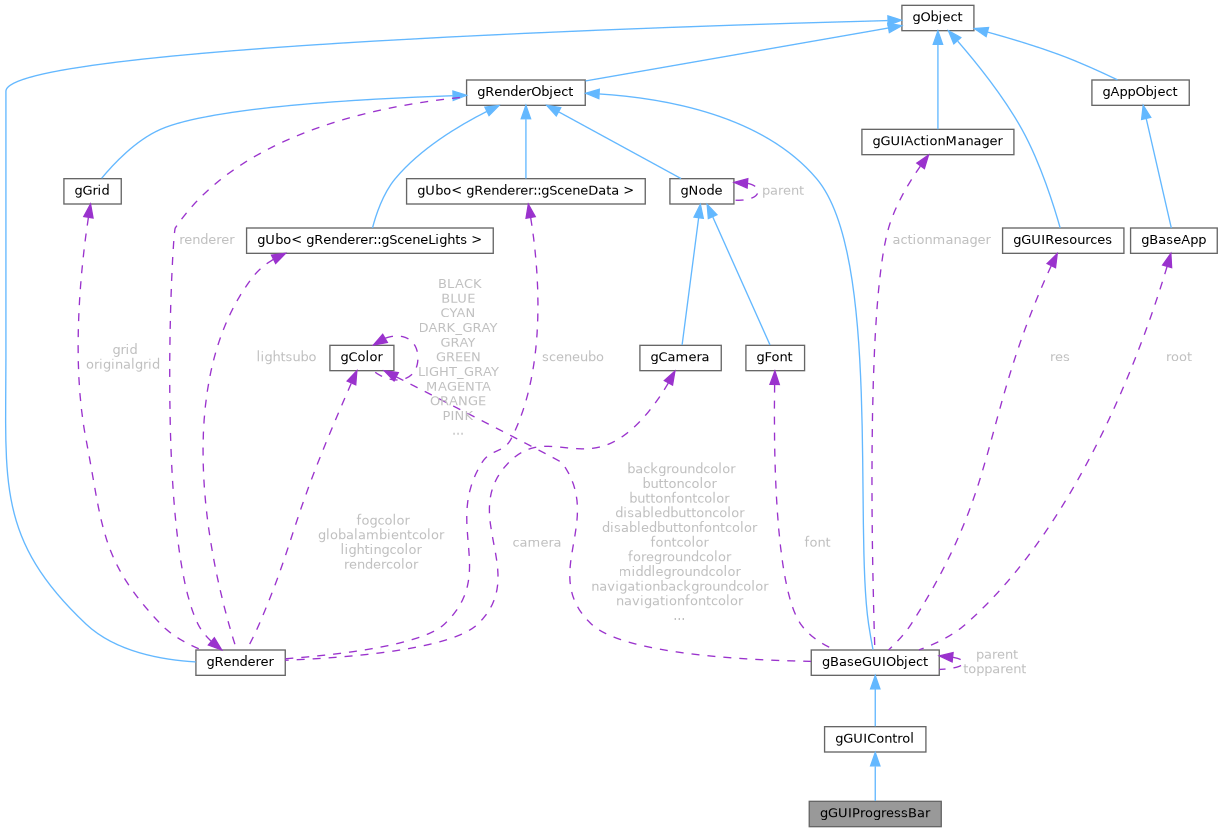 gObject
gRenderObject
gAppObject
gGUIActionManager
gGrid
gUbo< gRenderer::gSceneData >
gNode
parent
renderer
gUbo< gRenderer::gSceneLights >
actionmanager
gGUIResources
gBaseApp
BLACK
BLUE
CYAN
DARK_GRAY
GRAY
GREEN
LIGHT_GRAY
MAGENTA
ORANGE
PINK
...
grid
originalgrid
lightsubo
gColor
sceneubo
gCamera
gFont
res
root
backgroundcolor
buttoncolor
buttonfontcolor
disabledbuttoncolor
disabledbuttonfontcolor
fontcolor
foregroundcolor
middlegroundcolor
navigationbackgroundcolor
navigationfontcolor
...
fogcolor
globalambientcolor
lightingcolor
rendercolor
camera
font
gRenderer
gBaseGUIObject
parent
topparent
gGUIControl
gGUIProgressBar